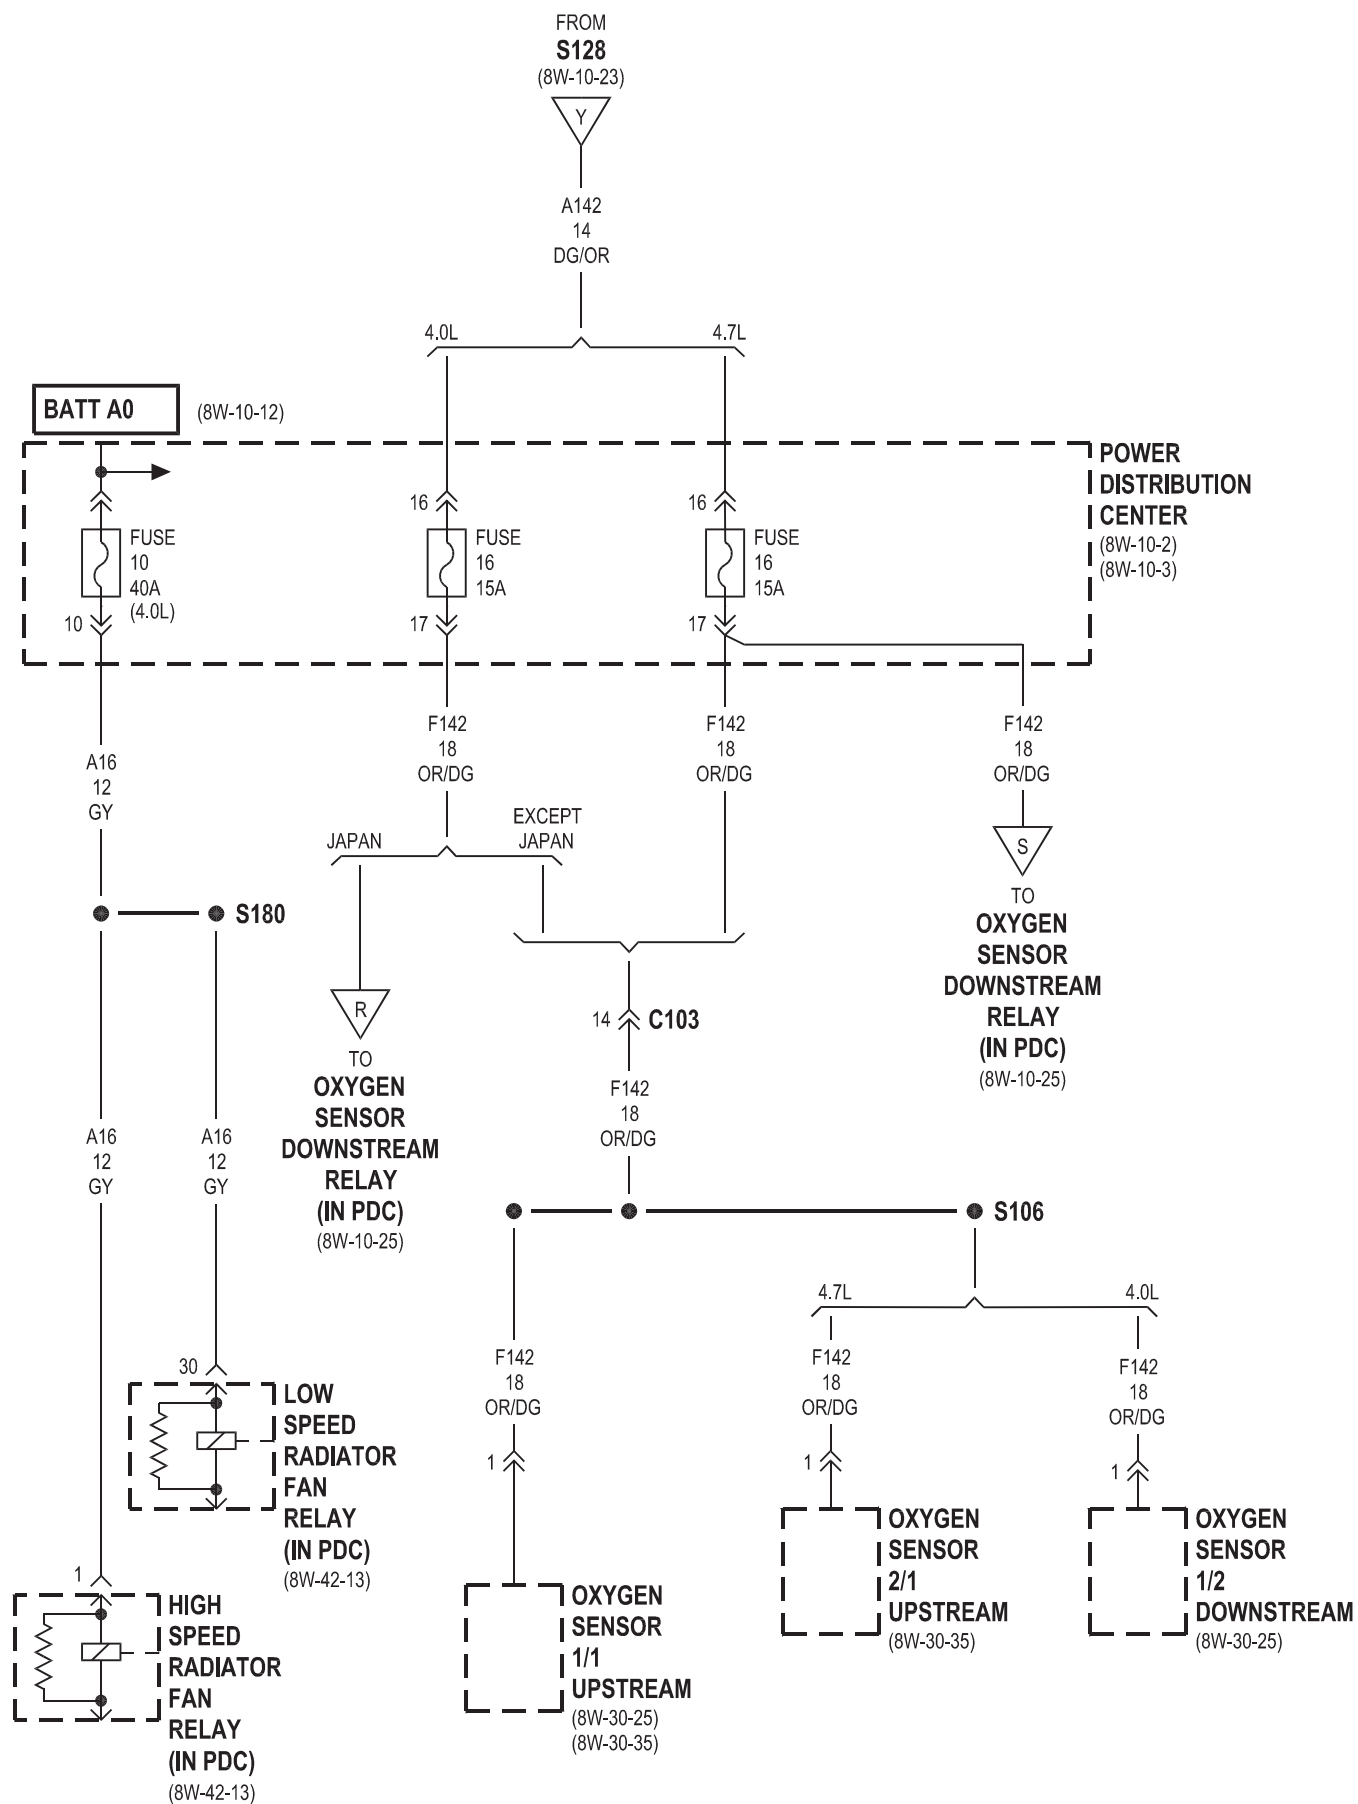 FROM
S128
(8W-10-23)
Y
A142
14
DG/OR
4.0L
4.7L
BATT A0
(8W-10-12)
POWER
DISTRIBUTION
CENTER
(8W-10-2)
(8W-10-3)
FUSE
10
40A
(4.0L)
10
16
FUSE
16
15A
17
16
FUSE
16
15A
17
A16
12
GY
F142
18
OR/DG
F142
18
OR/DG
F142
18
OR/DG
JAPAN
EXCEPT
JAPAN
S
TO
OXYGEN
SENSOR
DOWNSTREAM
RELAY
(IN PDC)
(8W-10-25)
S180
R
TO
OXYGEN
SENSOR
DOWNSTREAM
RELAY
(IN PDC)
(8W-10-25)
14
C103
F142
18
OR/DG
A16
12
GY
A16
12
GY
S106
4.7L
4.0L
F142
18
OR/DG
F142
18
OR/DG
F142
18
OR/DG
30
LOW
SPEED
RADIATOR
FAN
RELAY
(IN PDC)
(8W-42-13)
1
HIGH
SPEED
RADIATOR
FAN
RELAY
(IN PDC)
(8W-42-13)
1
OXYGEN
SENSOR
1/1
UPSTREAM
(8W-30-25)
(8W-30-35)
1
OXYGEN
SENSOR
2/1
UPSTREAM
(8W-30-35)
1
OXYGEN
SENSOR
1/2
DOWNSTREAM
(8W-30-25)